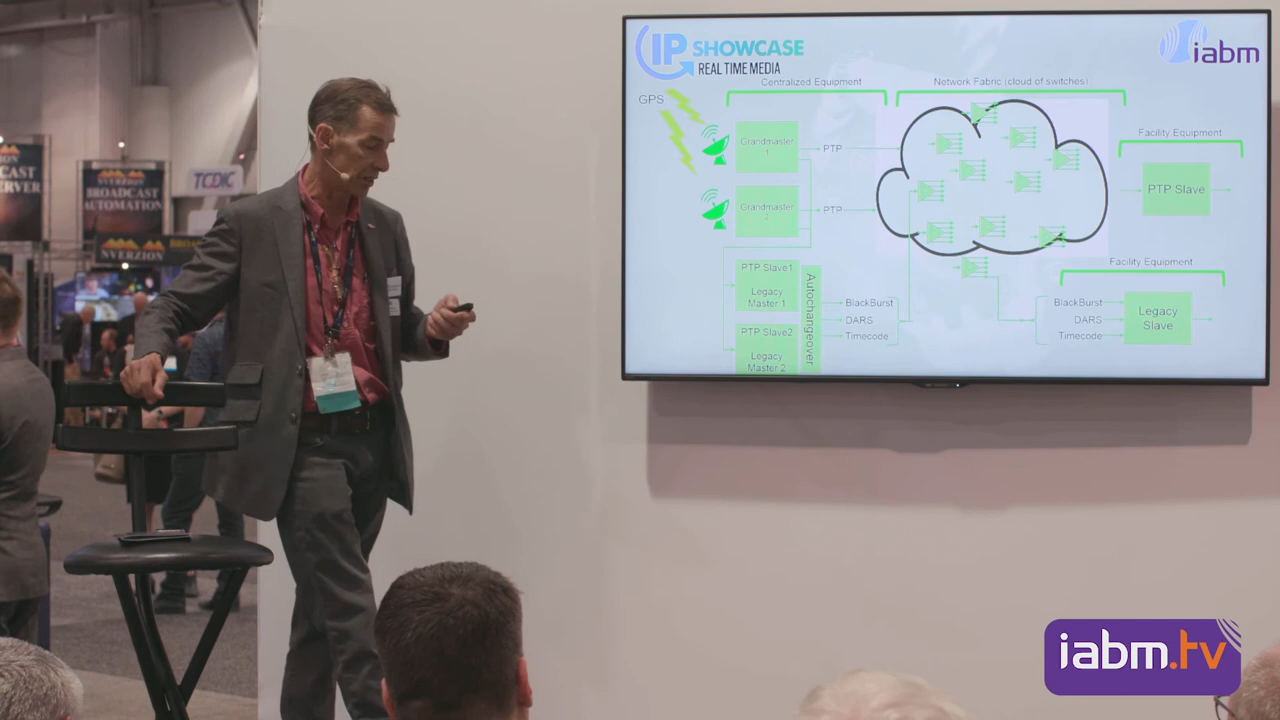 IP SHOWCASE
REAL TIME MEDIA
iabm
Centralized Equipment
Network Fabric (cloud of switches)
GPS
Grandmaster
1
PTP
Grandmaster
2
PTP
Facility Equipment
PTP Slave
PTP Slave1
Legacy
Master 1
PTP Slave2
Legacy
Master 2
Autochangeover
BlackBurst
DARS
Timecode
Facility Equipment
BlackBurst
DARS
Timecode
Legacy
Slave
NVERZION
BROADCAST
AUTOMATION
NVERZION
iabm.tv